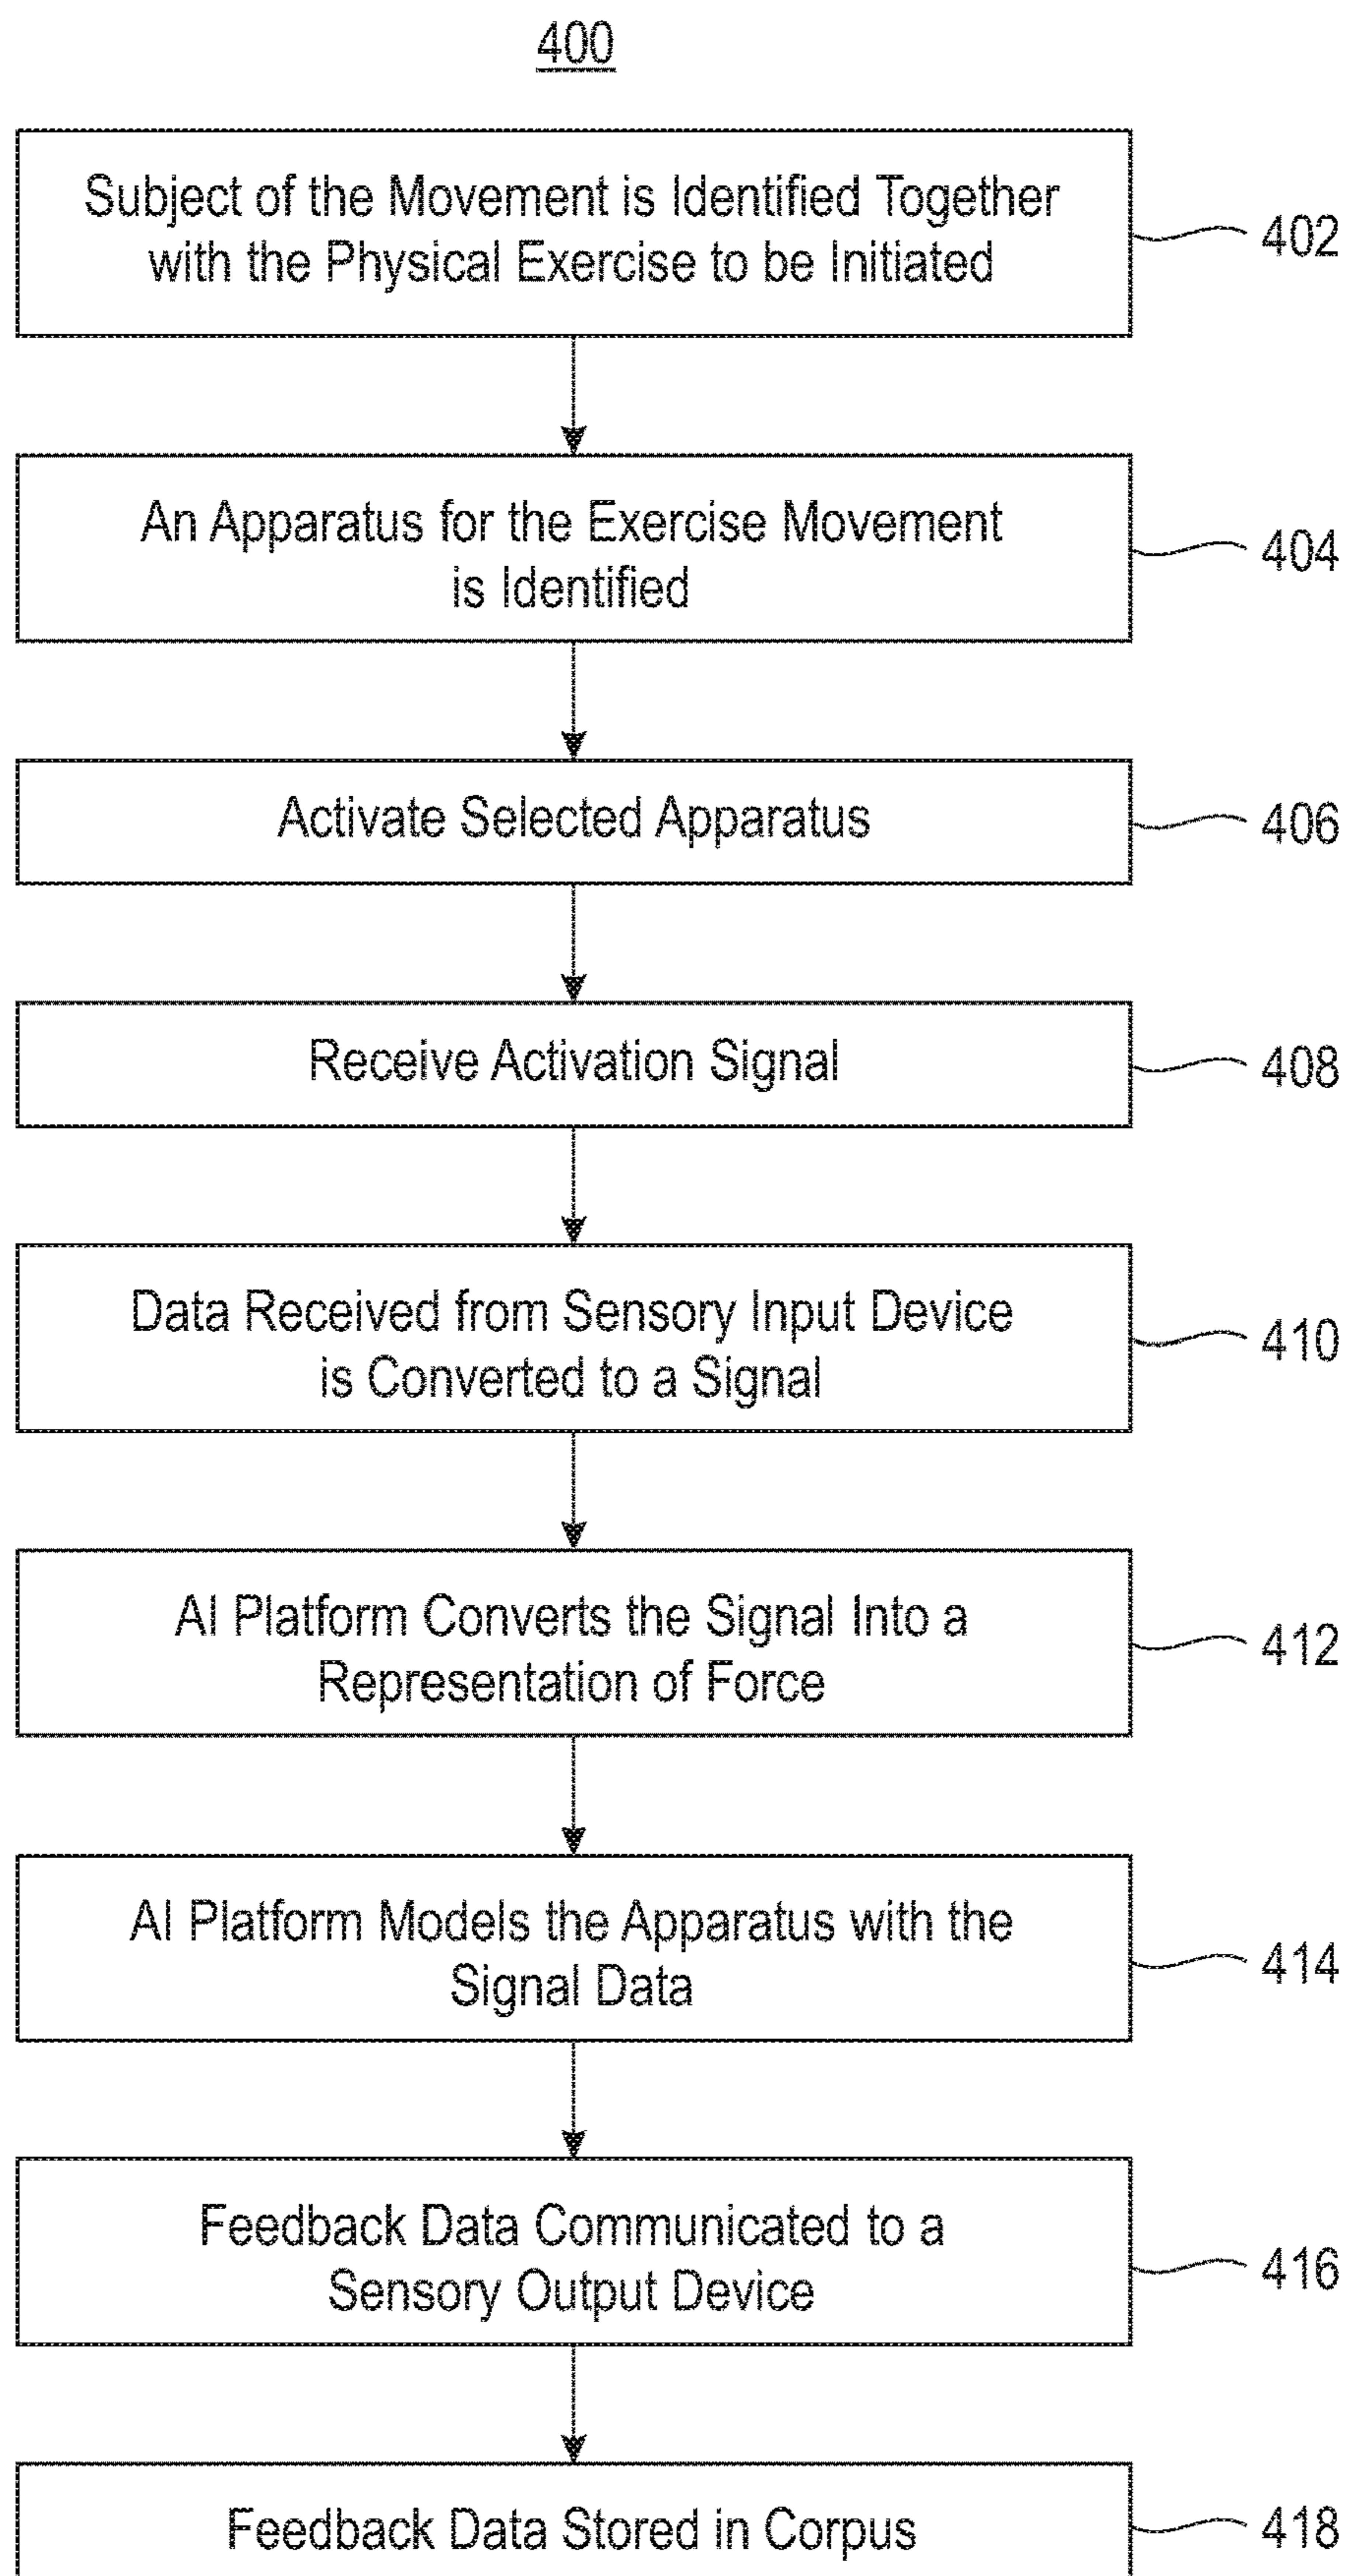 400
Subject of the Movement is Identified Together
with the Physical Exercise to be Initiated
402
An Apparatus for the Exercise Movement
is Identified
404
Activate Selected Apparatus
406
Receive Activation Signal
408
Data Received from Sensory Input Device
is Converted to a Signal
410
AI Platform Converts the Signal Into a
Representation of Force
412
AI Platform Models the Apparatus with the
Signal Data
414
Feedback Data Communicated to a
Sensory Output Device
416
Feedback Data Stored in Corpus
418